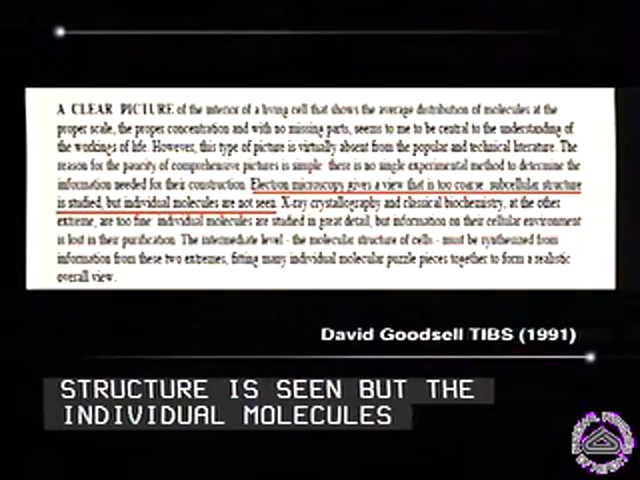 A CLEAR PICTURE of the interior of a living cell that shows the average distribution of molecules at the
proper scale, the proper concentration and with no missing parts, seems to me to be central to the understanding of
the workings of life. However, this type of picture is virtually absent from the popular and technical literature. The
reason for the paucity of comprehensive pictures is simple: there is no single experimental method to determine the
information needed for their construction. Electron microscopy gives a view that is too coarse: subcellular structure
is studied, but individual molecules are not seen. X-ray crystallography and classical biochemistry, at the other
extreme, are too fine: individual molecules are studied in great detail, but information on their cellular environment
is lost in their purification. The intermediate level - the molecular structure of cells - must be synthesized from
information from these two extremes, fitting many individual molecular puzzle pieces together to form a realistic
overall view.
David Goodsell TIBS (1991)
STRUCTURE IS SEEN BUT THE
INDIVIDUAL MOLECULES